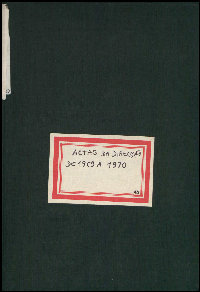 ACTAS DA DIRECÇÃO
DE 1969 A 1970